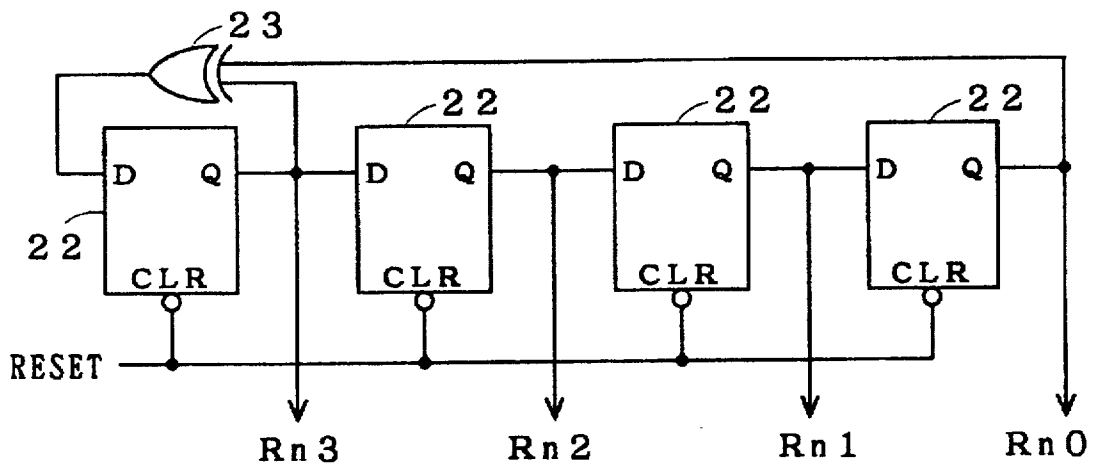 23
22
22
22
D Q
D Q
D Q
D Q
22
CLR
CLR
CLR
CLR
RESET
Rn3
Rn2
Rn1
Rn0